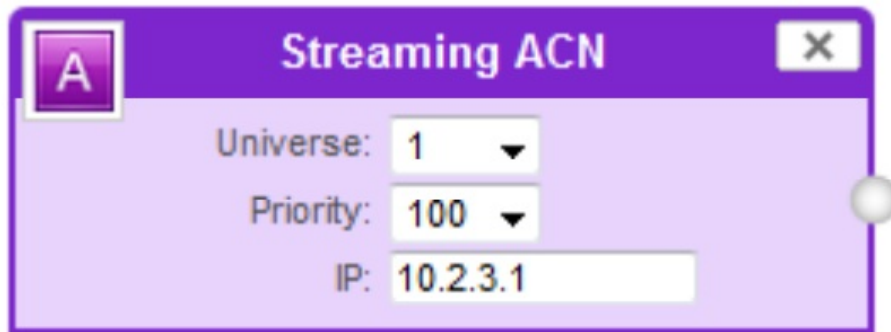 A
Streaming ACN
Universe: 1
Priority: 100
IP: 10.2.3.1